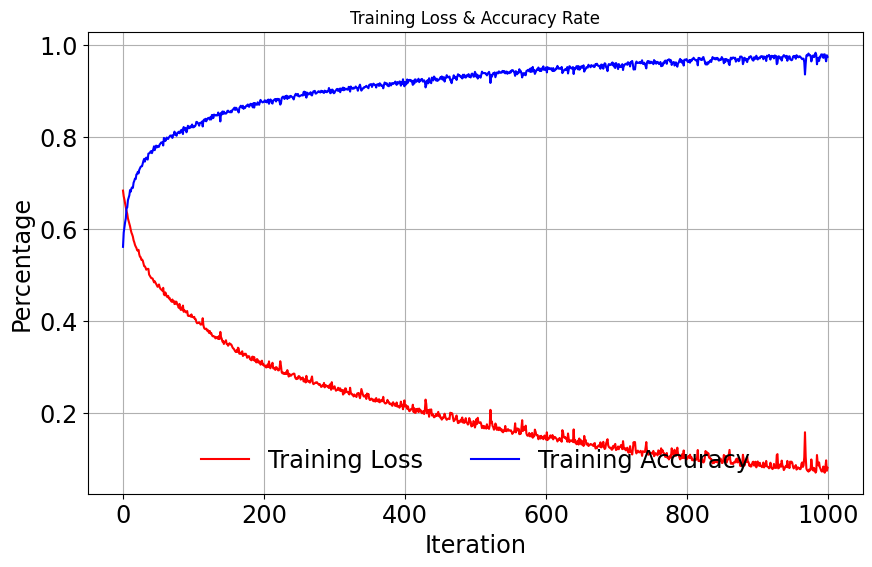 Training Loss & Accuracy Rate
1.0
0.8
0.6
0.4
0.2
Percentage
Training Loss Training Accuracy
0 200 400 600 800 1000
Iteration